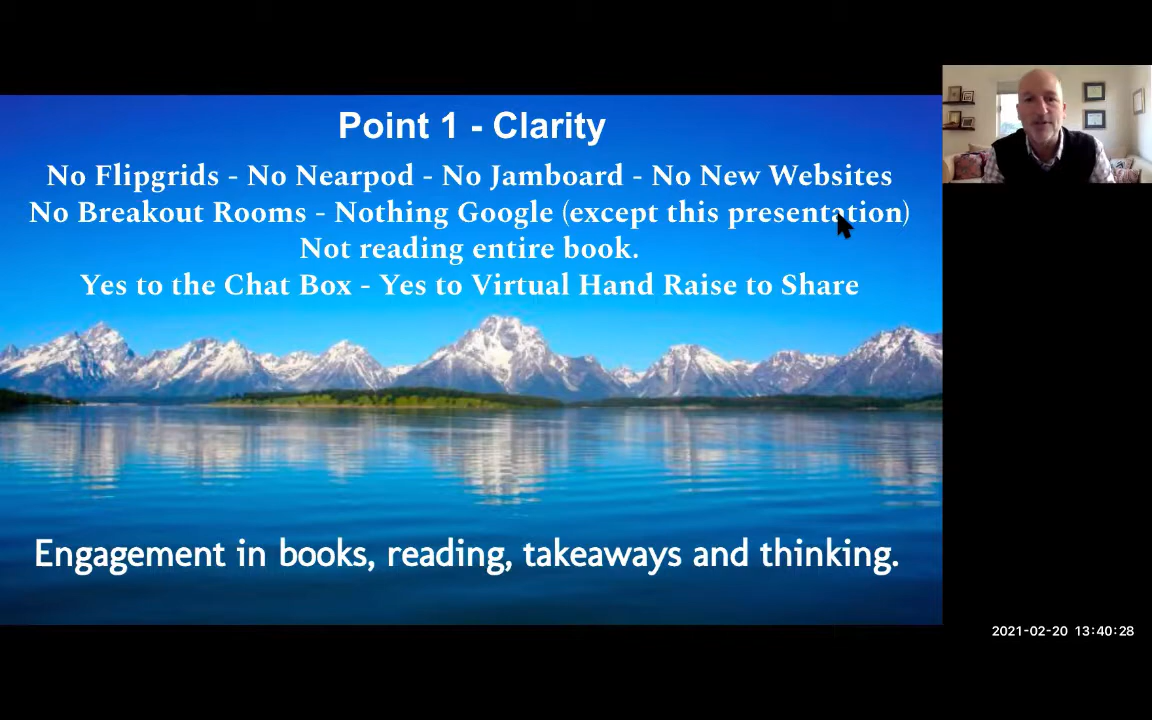 Point 1 - Clarity
No Flipgrids - No Nearpod - No Jamboard - No New Websites
No Breakout Rooms - Nothing Google (except this presentation)
Not reading entire book.
Yes to the Chat Box - Yes to Virtual Hand Raise to Share
Engagement in books, reading, takeaways and thinking.
2021-02-20 13:40:28